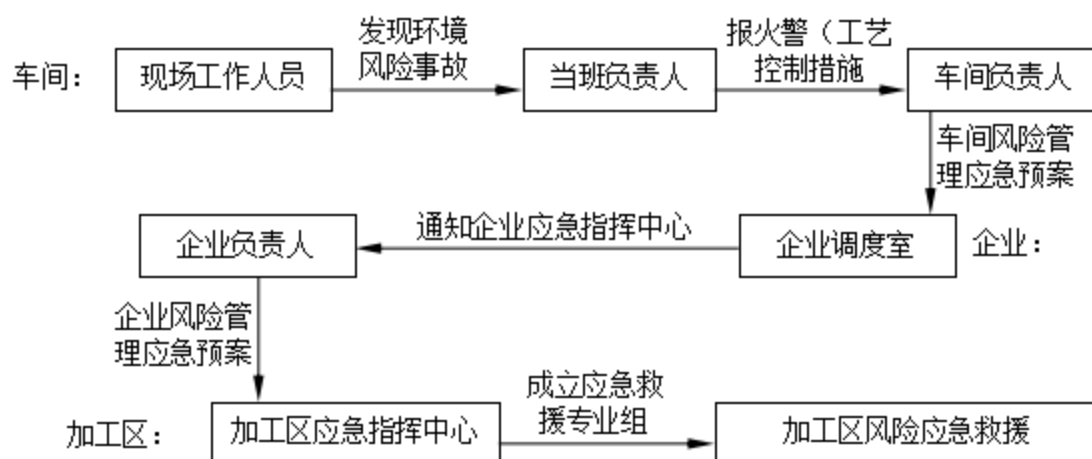 车间：
现场工作人员
发现环境
风险事故
当班负责人
报火警（工艺
控制措施
车间负责人
车间风险管
理应急预案
企业负责人
通知企业应急指挥中心
企业调度室
企业：
企业风险管
理应急预案
加工区：
加工区应急指挥中心
成立应急救
援专业组
加工区风险应急救援